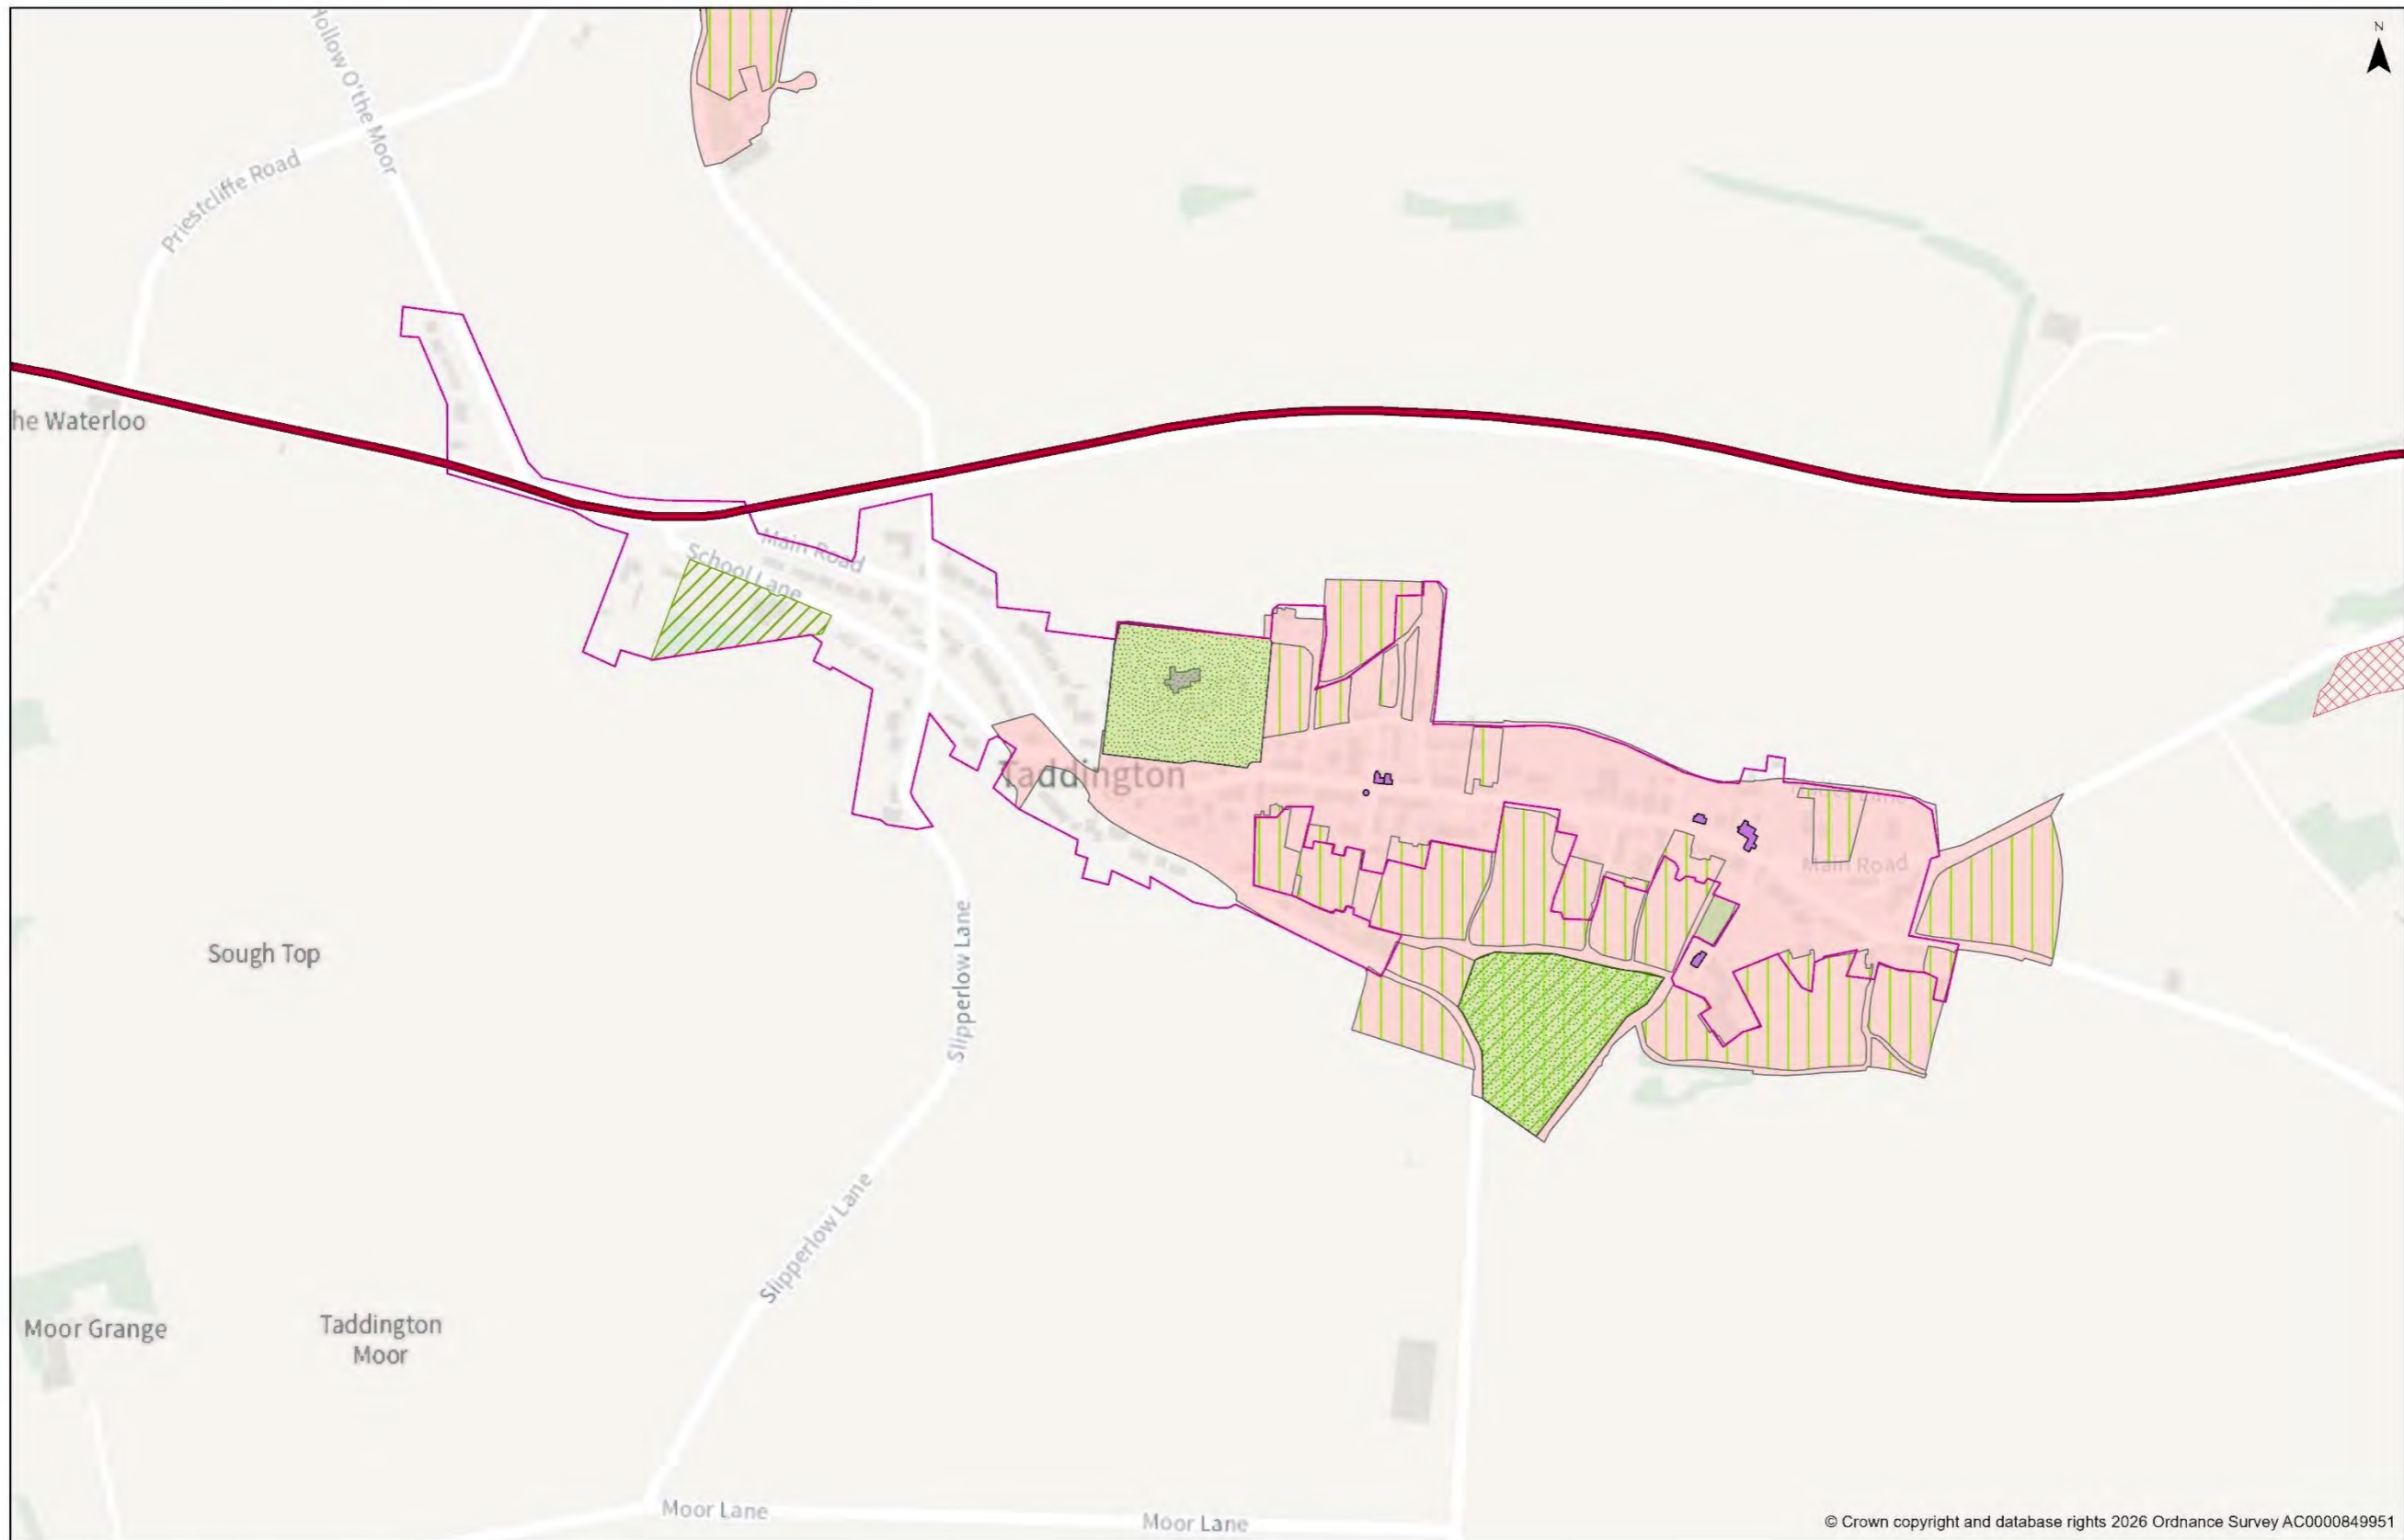 N
Hollow O'the Moor
Priestcliffe Road
he Waterloo
Main Road
School Lane
Taddington
Main Road
Slipperlow Lane
Sough Top
Slipperlow Lane
Moor Grange
Taddington
Moor
Moor Lane
Moor Lane
© Crown copyright and database rights 2026 Ordnance Survey AC0000849951